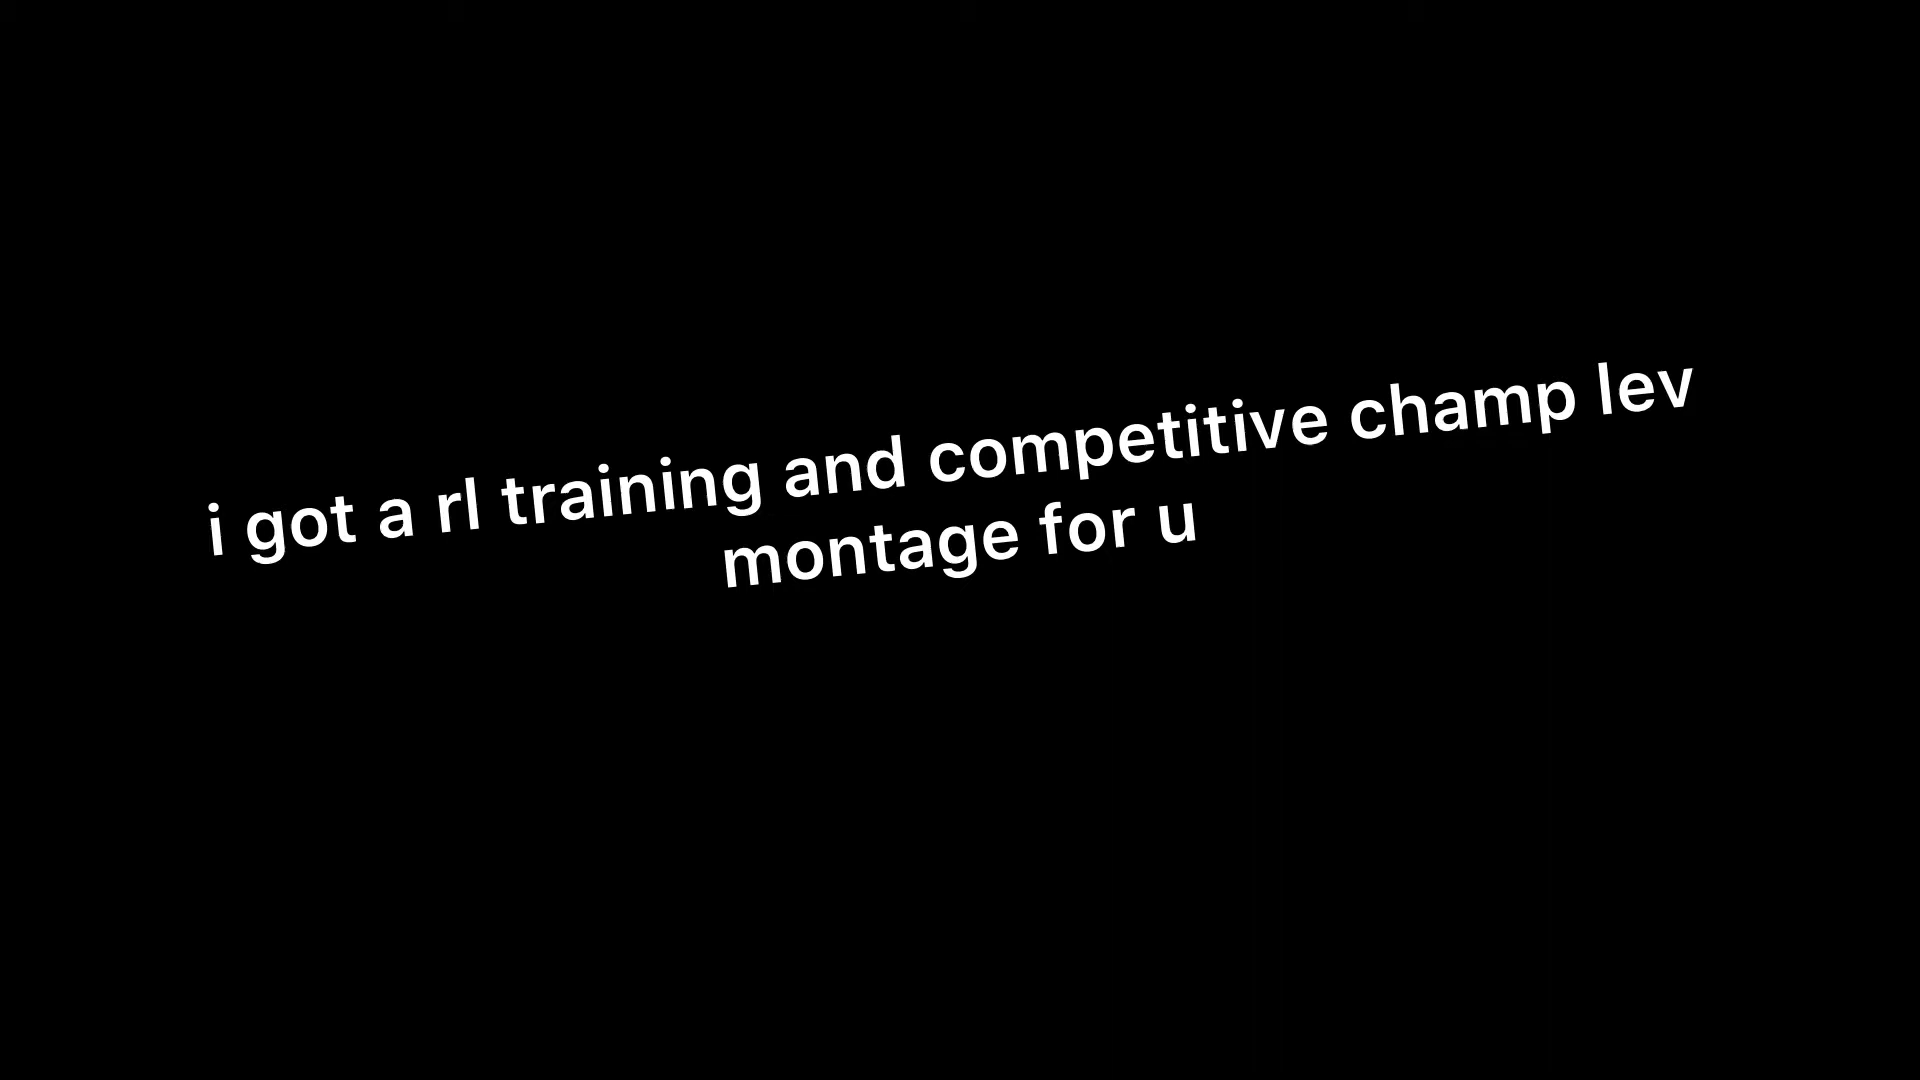 i got a rl training and competitive champ lev
montage for u